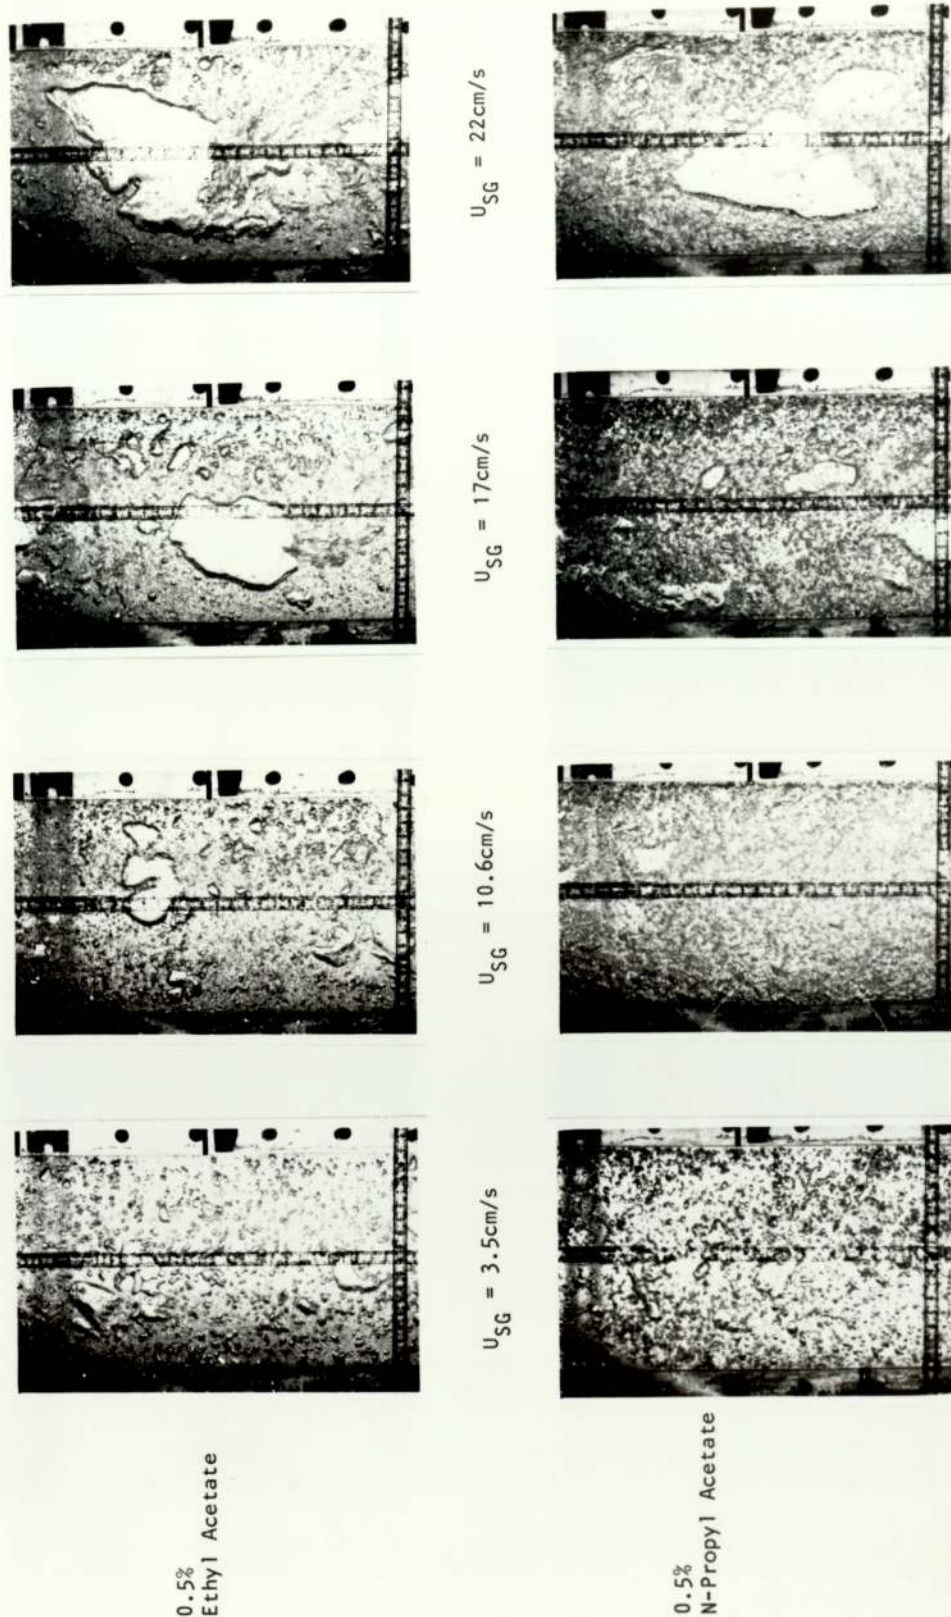 0.5%
Ethyl Acetate
U_SG = 3.5cm/s
U_SG = 10.6cm/s
U_SG = 17cm/s
U_SG = 22cm/s
0.5%
N-Propyl Acetate